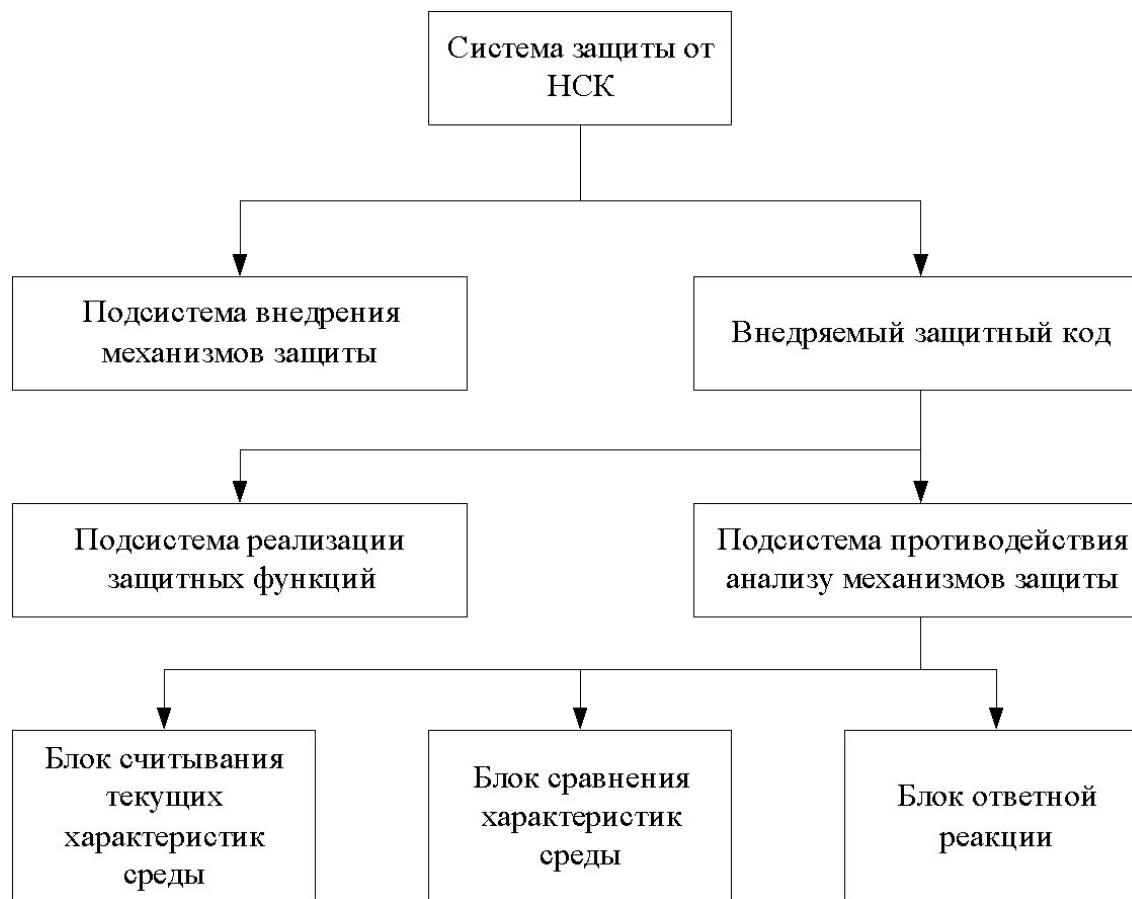 Система защиты от
НСК
Подсистема внедрения
механизмов защиты
Внедряемый защитный код
Подсистема реализации
защитных функций
Подсистема противодействия
анализу механизмов защиты
Блок считывания
текущих
характеристик
среды
Блок сравнения
характеристик
среды
Блок ответной
реакции